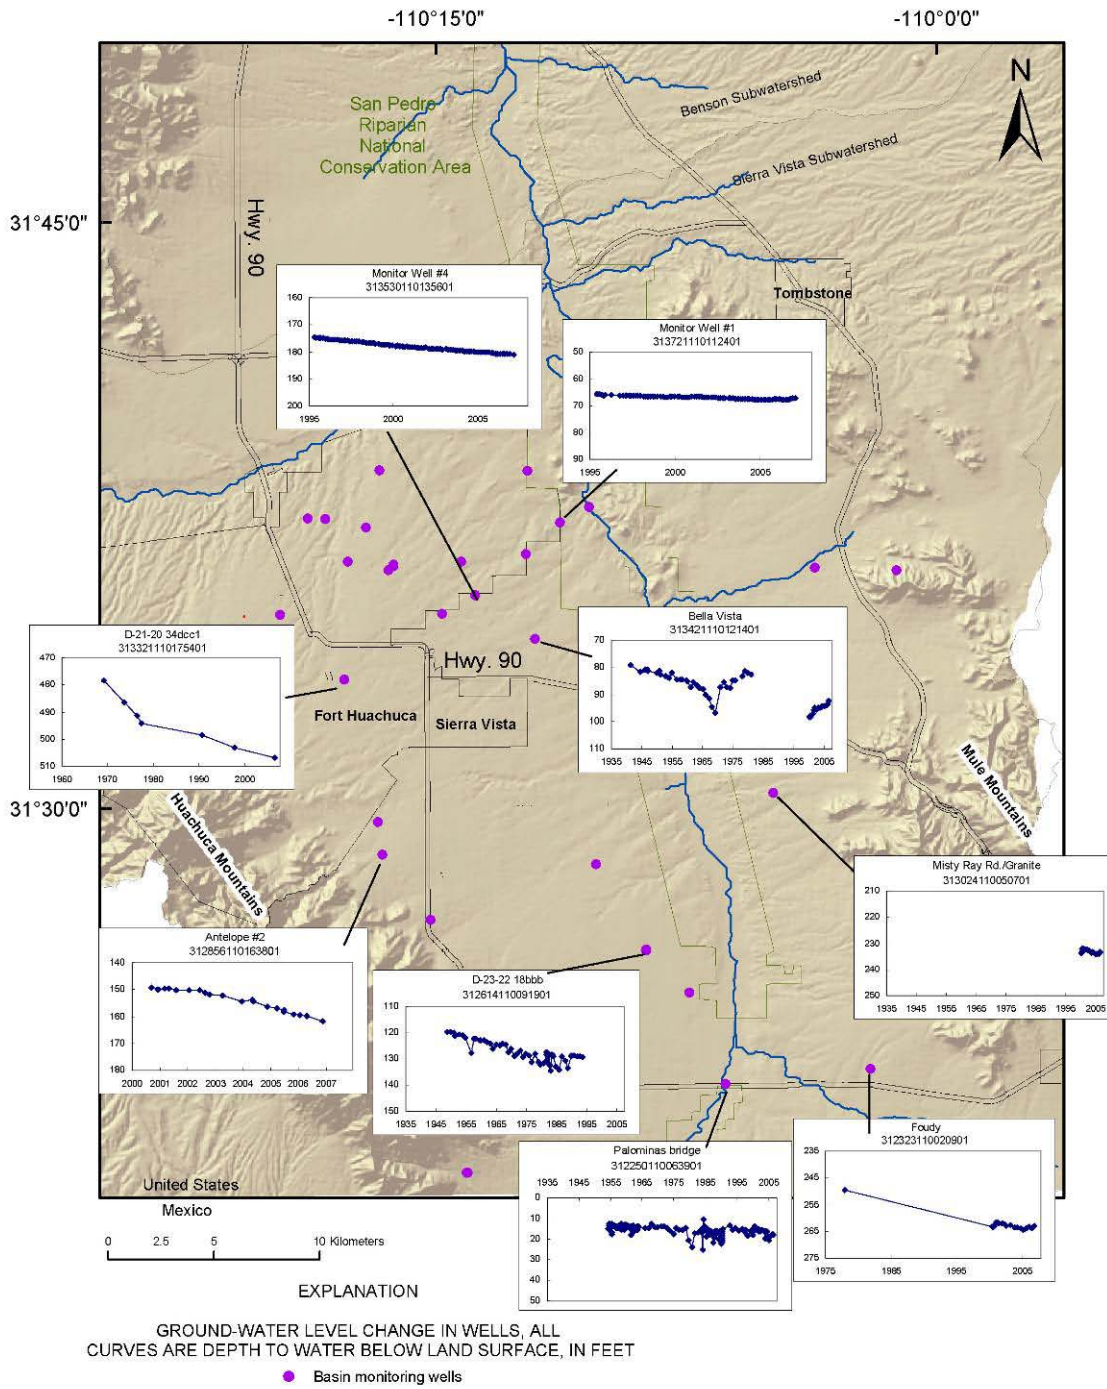 -110°15'0"
-110°0'0"
N
San Pedro
Riparian
National
Conservation Area
Benson Subwatershed
Sierra Vista Subwatershed
31°45'0"
Hwy. 90
Tombstone
Monitor Well #4
313530110135601
160
170
180
190
200
1995 2000 2005
Monitor Well #1
313721110112401
50
60
70
80
90
1995 2000 2005
D-21-20 34dcc1
313321110175401
470
480
490
500
510
1960 1970 1980 1990 2000
Bella Vista
313421110121401
70
80
90
100
110
1935 1945 1955 1965 1975 1985 1995 2005
Hwy. 90
Fort Huachuca
Sierra Vista
31°30'0"
Huachuca Mountains
Mule Mountains
Misty Ray Rd./Granite
313024110050701
210
220
230
240
250
1935 1945 1955 1965 1975 1985 1995 2005
Antelope #2
312856110163801
140
150
160
170
180
2000 2001 2002 2003 2004 2005 2006 2007
D-23-22 18bbb
312614110091901
110
120
130
140
150
1935 1945 1955 1965 1975 1985 1995 2005
Palominas bridge
312250110063901
1935 1945 1955 1965 1975 1985 1995 2005
0
10
20
30
40
50
Foudy
312323110020901
235
245
255
265
275
1975 1985 1995 2005
United States
Mexico
0 2.5 5 10 Kilometers
EXPLANATION
GROUND-WATER LEVEL CHANGE IN WELLS, ALL
CURVES ARE DEPTH TO WATER BELOW LAND SURFACE, IN FEET
Basin monitoring wells